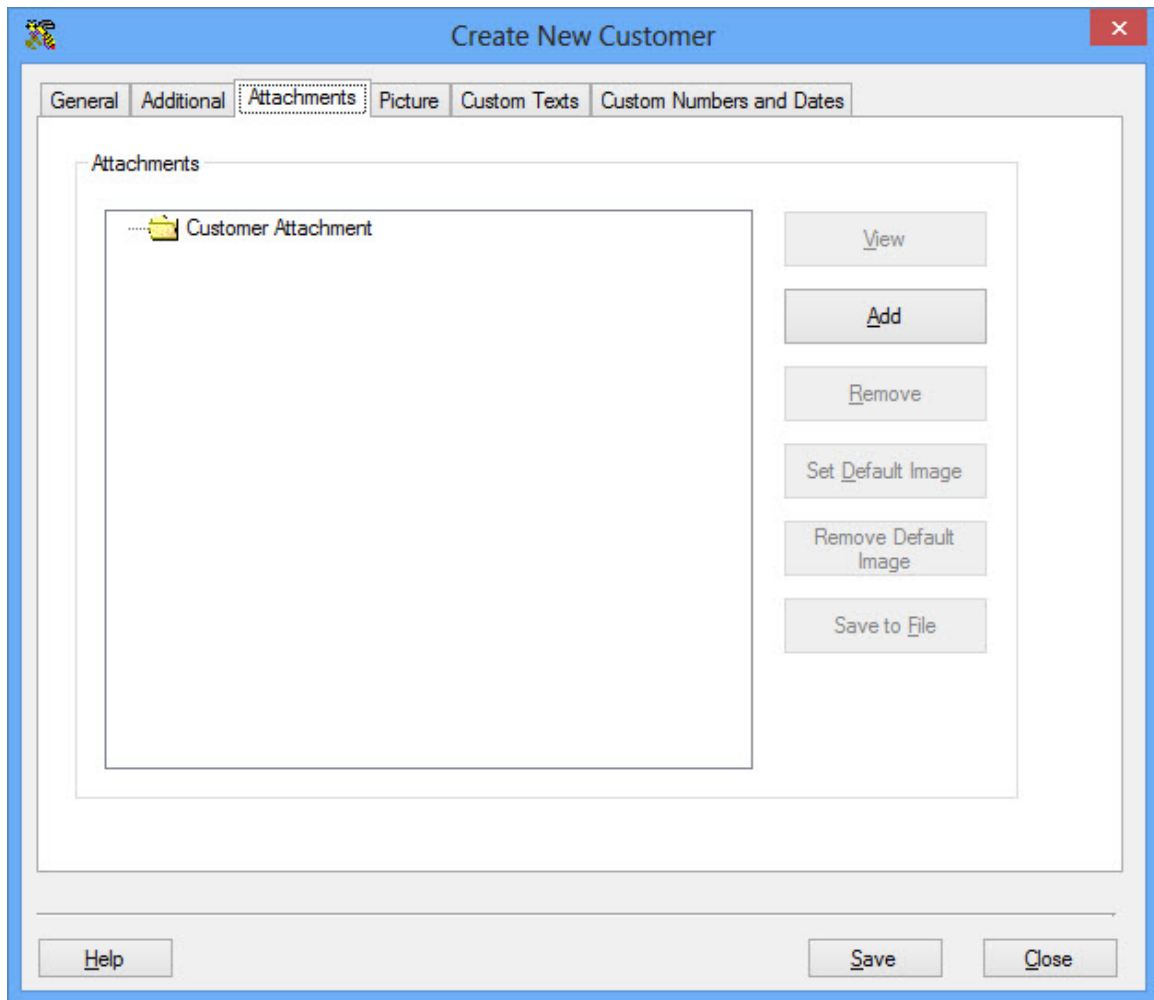 Create New Customer
General Additional Attachments Picture Custom Texts Custom Numbers and Dates
Attachments
Customer Attachment
View
Add
Remove
Set Default Image
Remove Default
Image
Save to File
Help Save Close